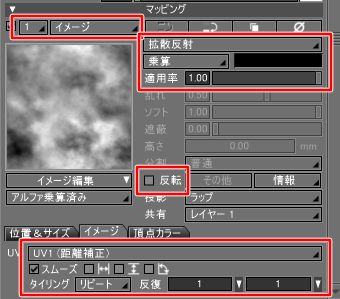 マッピング
1 イメージ
拡散反射
乗算
適用率 1.00
乱れ 0.50
ソフト 1.00
遮蔽 0.00
高さ 0.00 mm
分割 普通
イメージ編集 反転 その他 情報
アルファ乗算済み 投影 ラップ
共有 レイヤー 1
位置&サイズ イメージ 頂点カラー
UV UV1 (距離補正)
スムーズ
タイリング リピート 反復 1 1